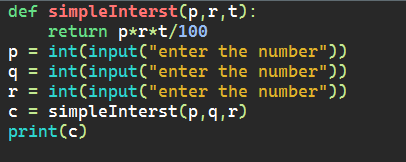 def simpleInterst(p,r,t):
    return p*r*t/100
p = int(input("enter the number"))
q = int(input("enter the number"))
r = int(input("enter the number"))
c = simpleInterst(p,q,r)
print(c)